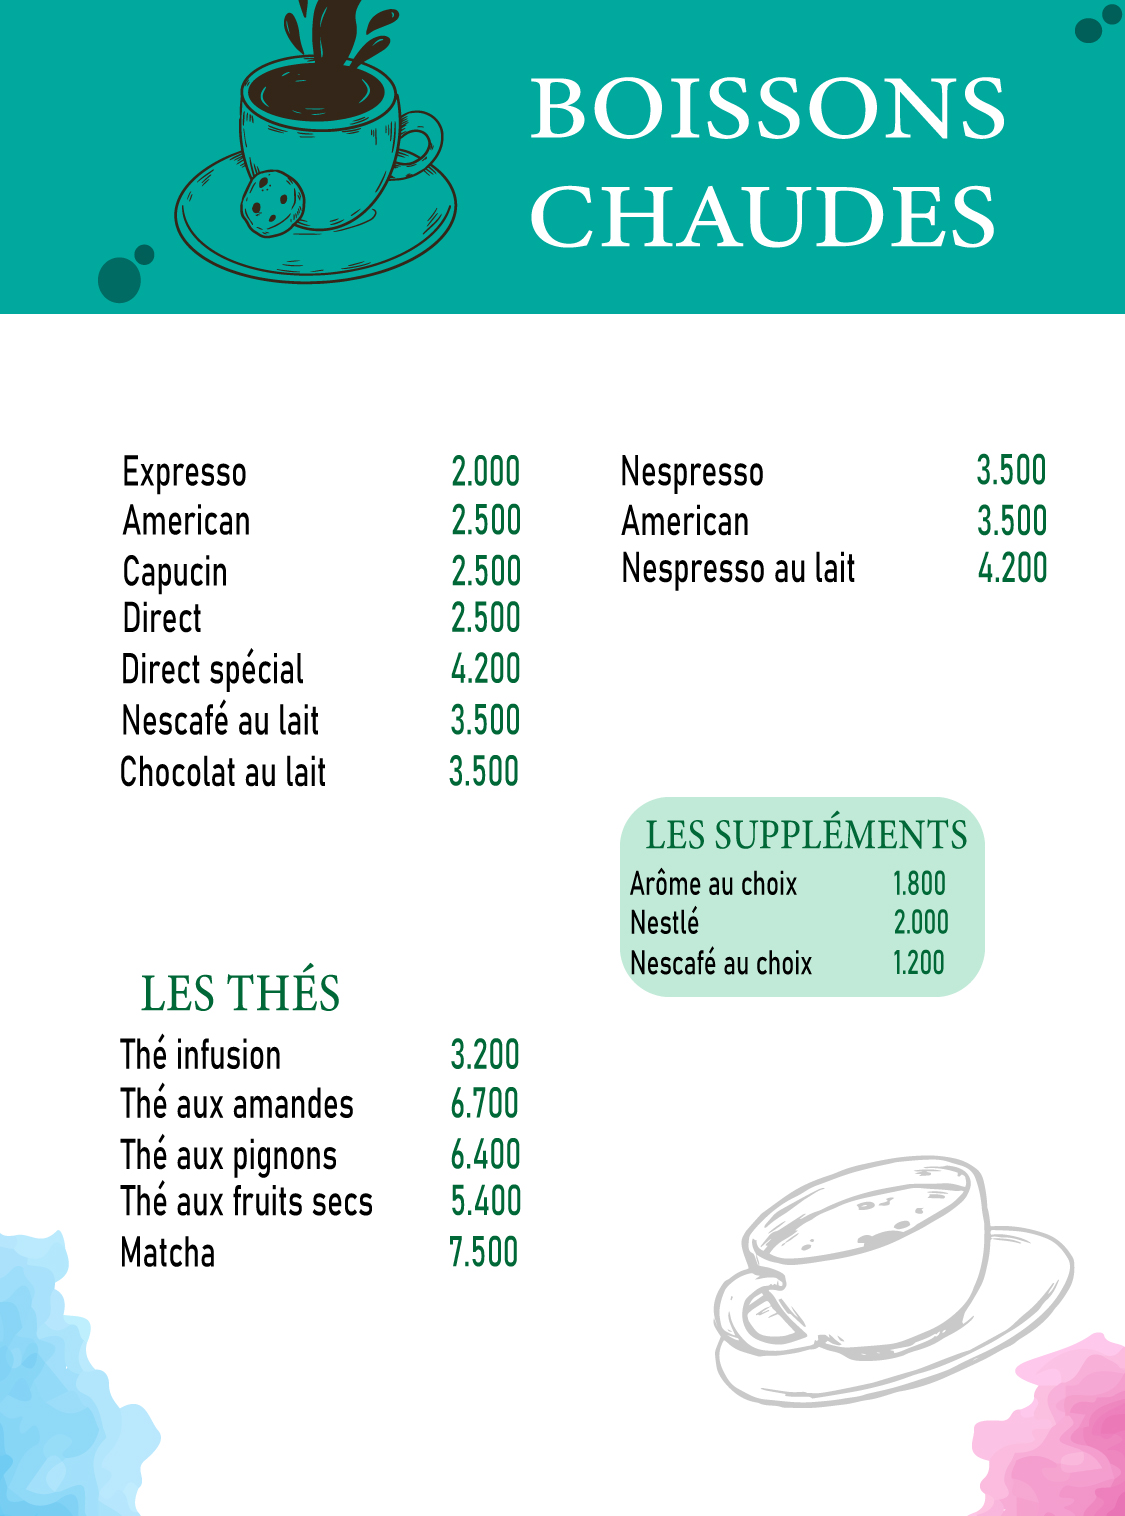 BOISSONS
CHAUDES
Expresso 2.000
American 2.500
Capucin 2.500
Direct 2.500
Direct spécial 4.200
Nescafé au lait 3.500
Chocolat au lait 3.500
Nespresso 3.500
American 3.500
Nespresso au lait 4.200
LES SUPPLÉMENTS
Arôme au choix 1.800
Nestlé 2.000
Nescafé au choix 1.200
LES THÉS
Thé infusion 3.200
Thé aux amandes 6.700
Thé aux pignons 6.400
Thé aux fruits secs 5.400
Matcha 7.500